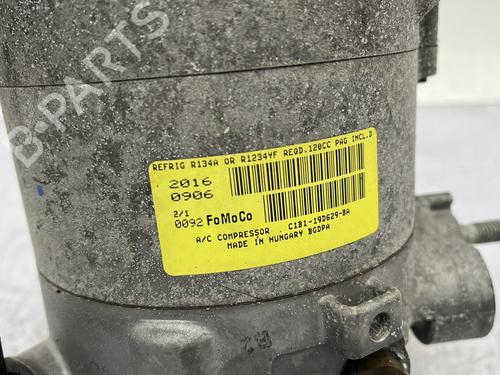 B-PARTS
REFRIG R134A OR R1234YF REQD.120CC PAG INCL.D
2016
0906
2/1
0092 FoMoCo
A/C COMPRESSOR C1B1-19D629-BA
MADE IN HUNGARY BGDPA